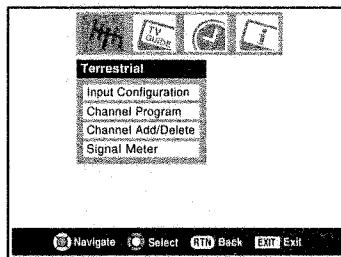 TV
GUIDE
i
Terrestrial
Input Configuration
Channel Program
Channel Add/Delete
Signal Meter
Navigate Select RTN Back EXIT Exit